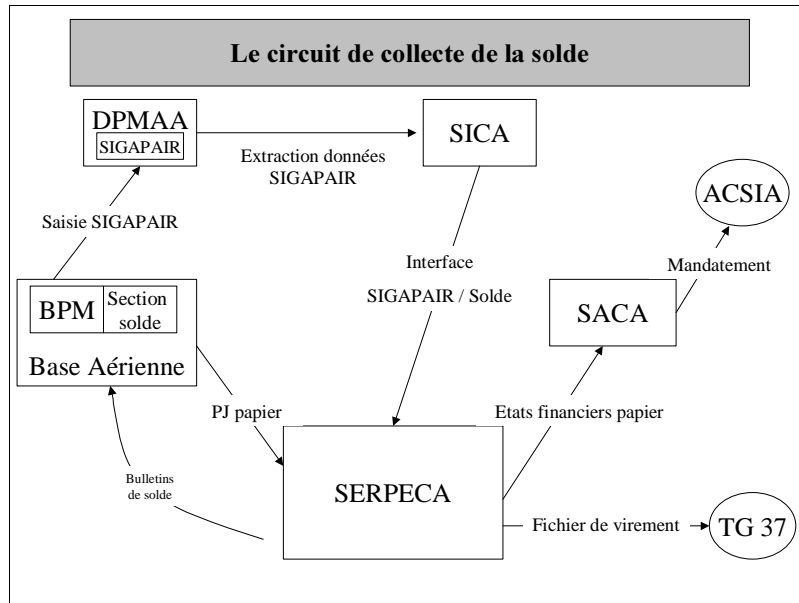 Le circuit de collecte de la solde
DPMAA
SIGAPAIR
Extraction données
SIGAPAIR
SICA
ACSIA
Saisie SIGAPAIR
Interface
SIGAPAIR / Solde
Mandatement
BPM
Section
solde
Base Aérienne
SACA
PJ papier
Etats financiers papier
Bulletins
de solde
SERPECA
Fichier de virement
TG 37